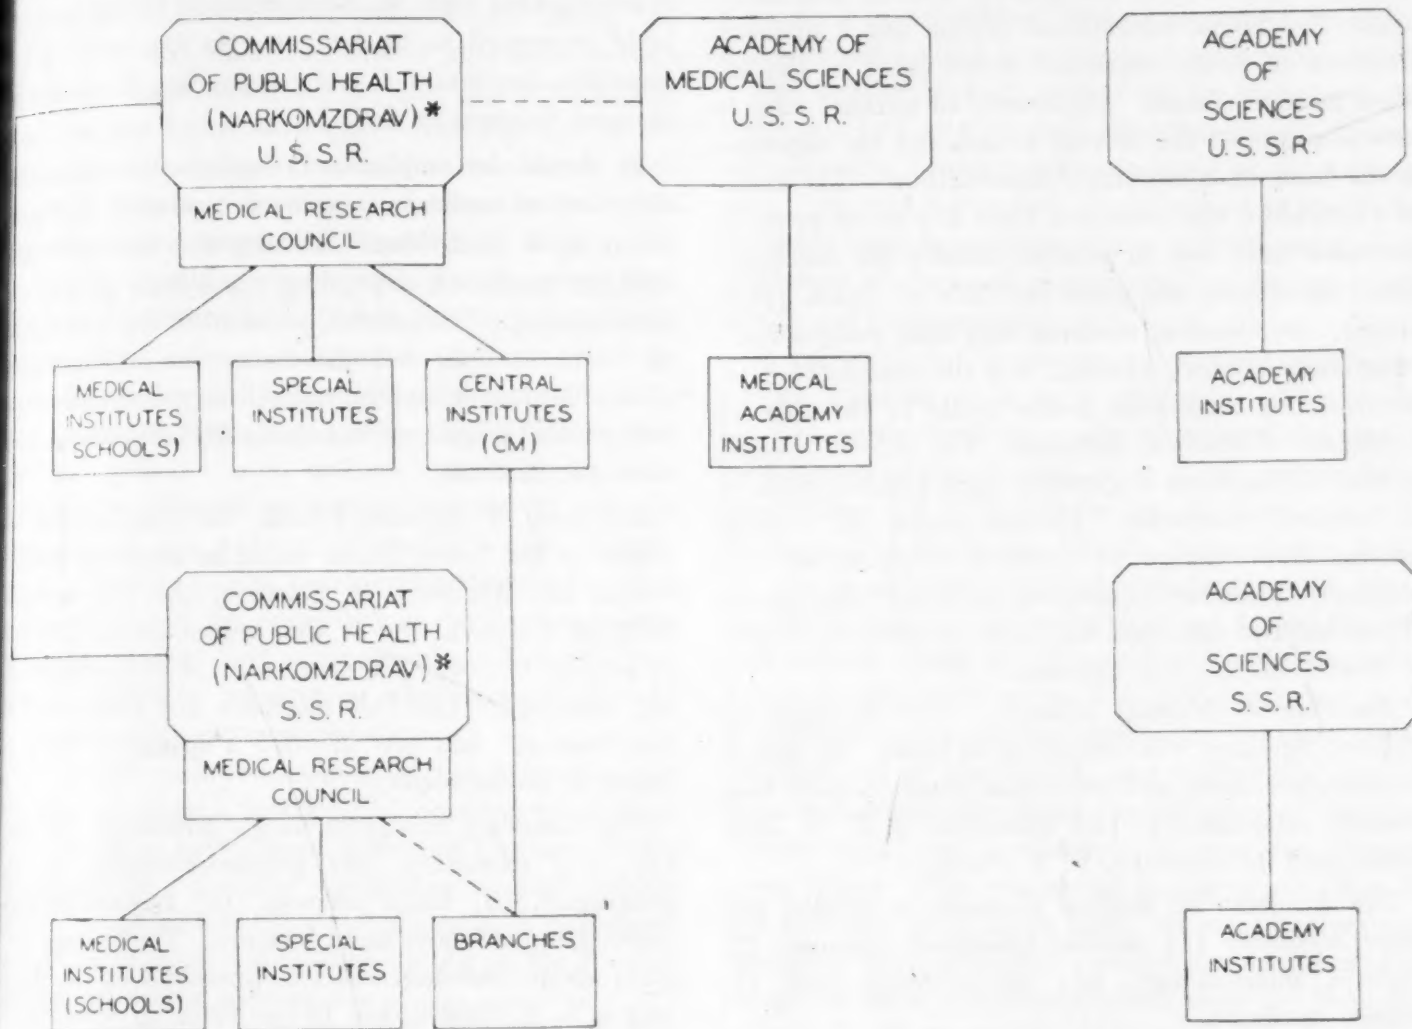 COMMISSARIAT
OF PUBLIC HEALTH
(NARKOMZDRAV)*
U. S. S. R.
MEDICAL RESEARCH
COUNCIL
ACADEMY OF
MEDICAL SCIENCES
U. S. S. R.
ACADEMY
OF
SCIENCES
U. S. S. R
MEDICAL
INSTITUTES
SCHOOLS)
SPECIAL
INSTITUTES
CENTRAL
INSTITUTES
(CM)
MEDICAL
ACADEMY
INSTITUTES
ACADEMY
INSTITUTES
COMMISSARIAT
OF PUBLIC HEALTH
(NARKOMZDRAV)*
S. S. R.
MEDICAL RESEARCH
COUNCIL
ACADEMY
OF
SCIENCES
S. S. R.
MEDICAL
INSTITUTES
(SCHOOLS)
SPECIAL
INSTITUTES
BRANCHES
ACADEMY
INSTITUTES